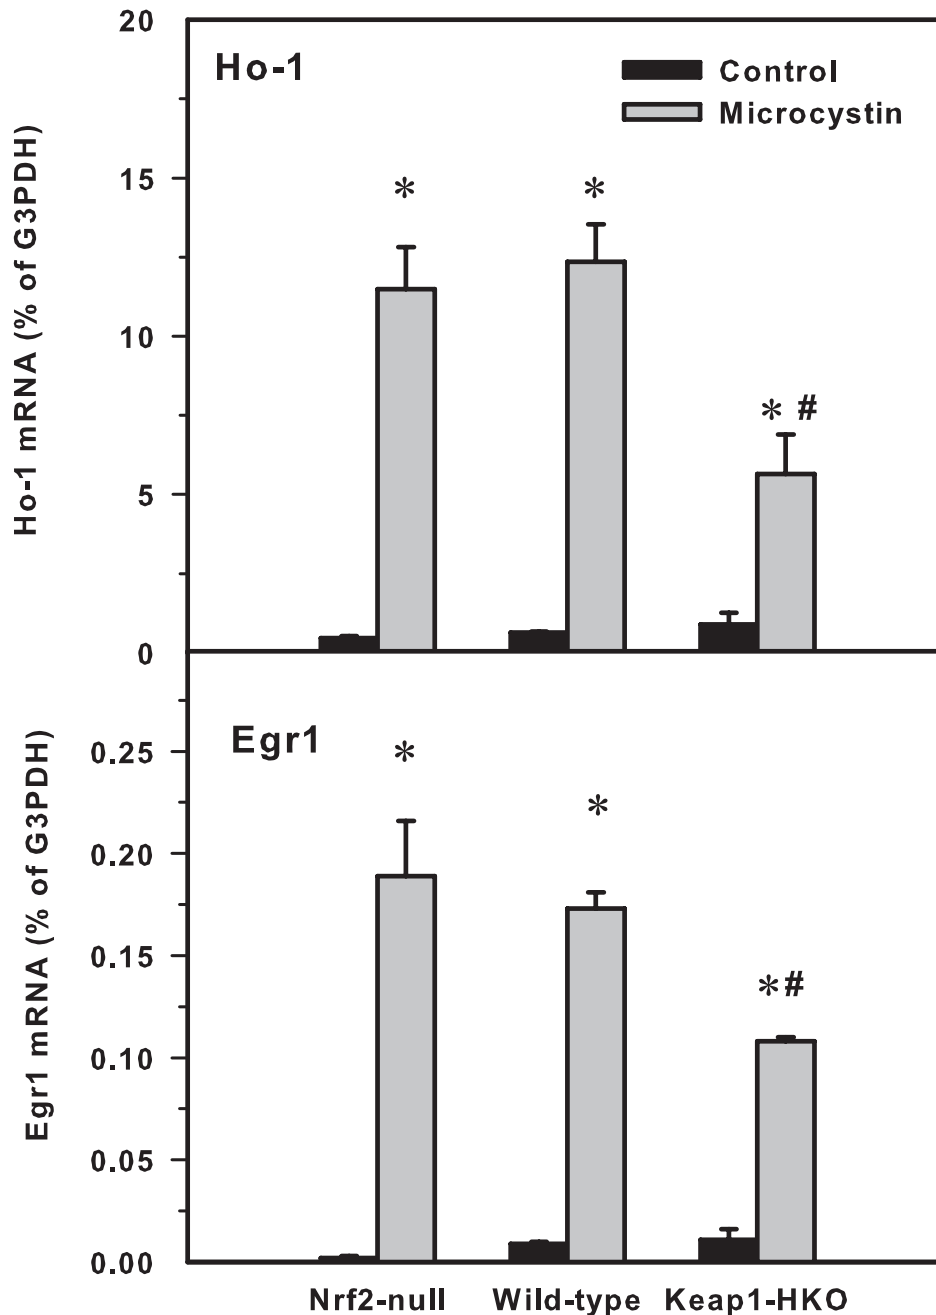 Ho-1
Control
Microcystin
Ho-1 mRNA (% of G3PDH)
20
15
10
5
0
* * * #
Egr1
Egr1 mRNA (% of G3PDH)
0.25
0.20
0.15
0.10
0.05
0.00
* * *#
Nrf2-null Wild-type Keap1-HKO